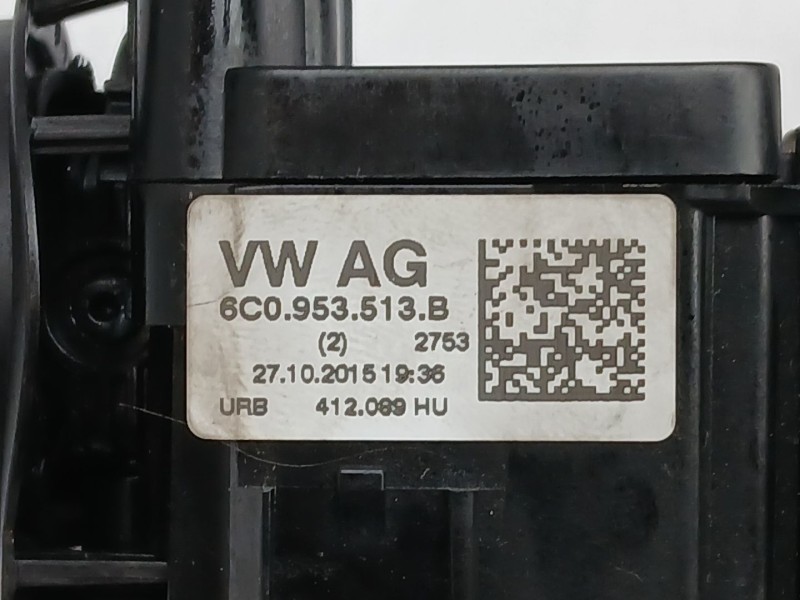 VW AG
6C0.953.513.B
(2) 2753
27.10.2015 19:36
URB 412.089 HU